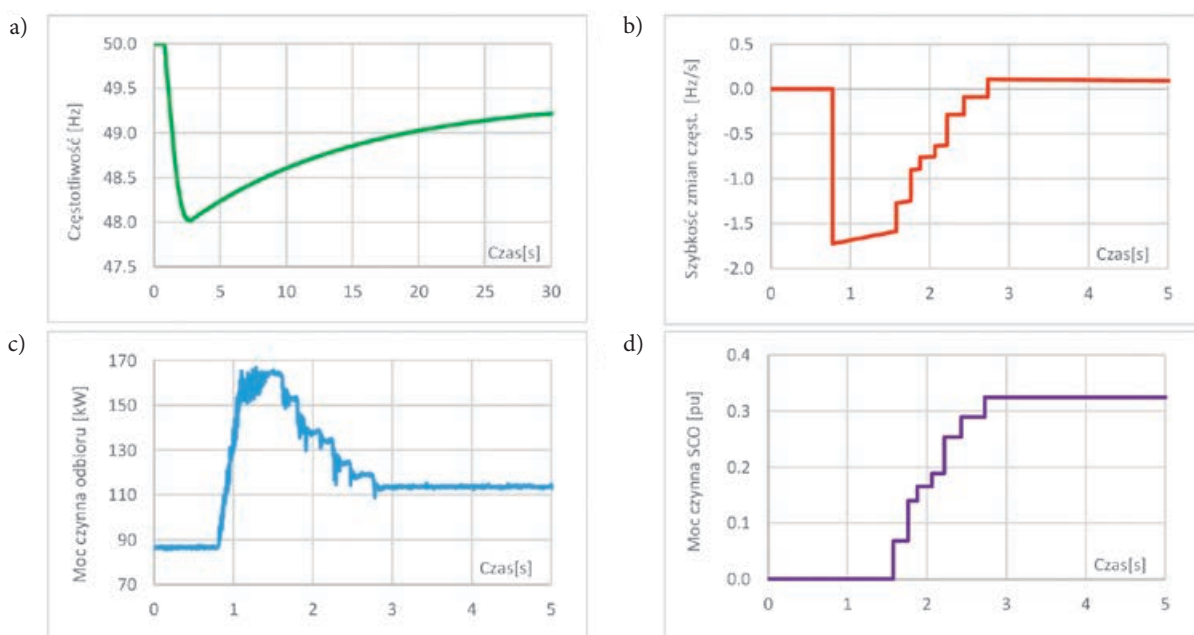 a)
Częstotliwość [Hz]
50.0
49.5
49.0
48.5
48.0
47.5
Czas[s]
0 5 10 15 20 25 30
b)
Szybkość zmian częst. [Hz/s]
0.5
0.0
-0.5
-1.0
-1.5
-2.0
Czas[s]
0 1 2 3 4 5
c)
Moc czynna odbioru [kW]
170
150
130
110
90
70
Czas[s]
0 1 2 3 4 5
d)
Moc czynna SCO [pu]
0.4
0.3
0.2
0.1
0.0
Czas[s]
0 1 2 3 4 5